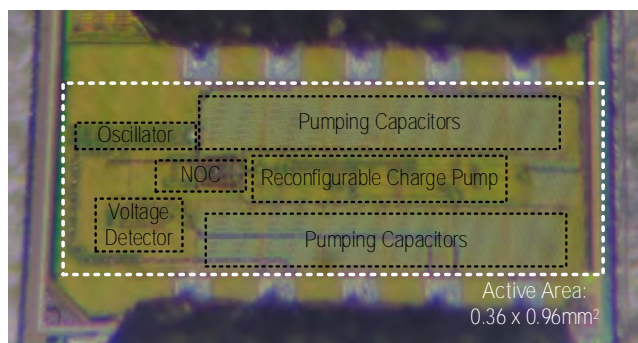 Pumping Capacitors
Oscillator
NOC
Reconfigurable Charge Pump
Voltage
Detector
Pumping Capacitors
Active Area:
0.36 x 0.96mm²